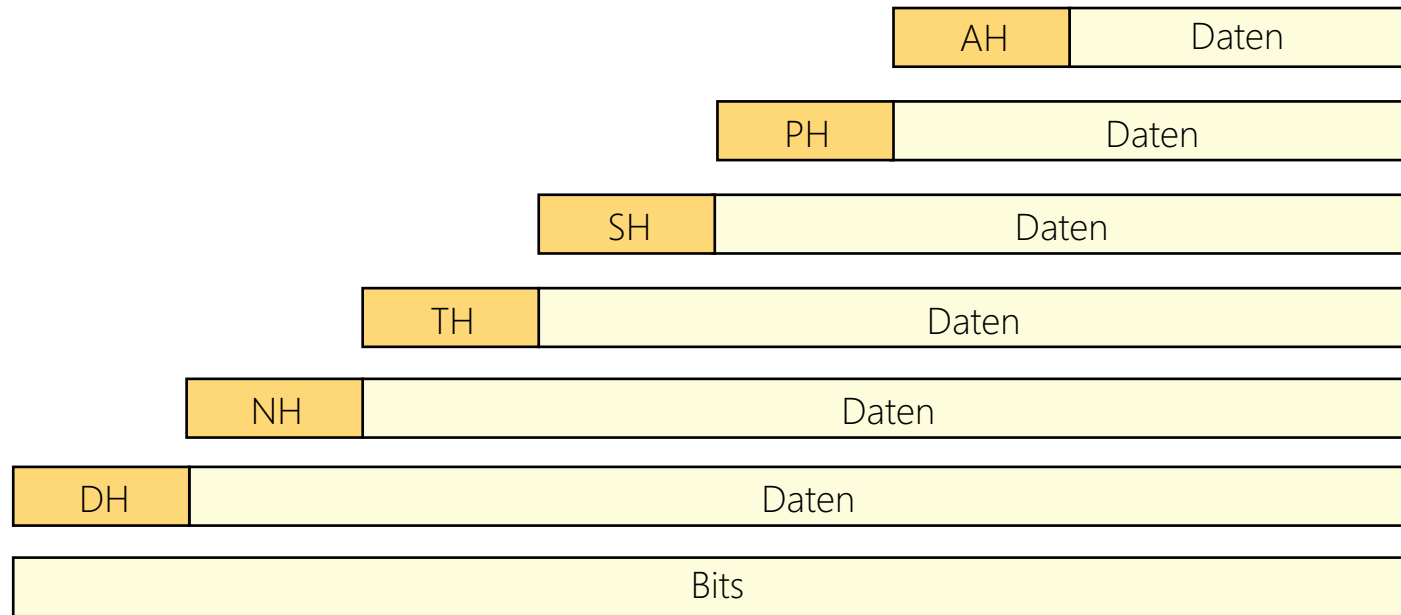 AH Daten
PH Daten
SH Daten
TH Daten
NH Daten
DH Daten
Bits